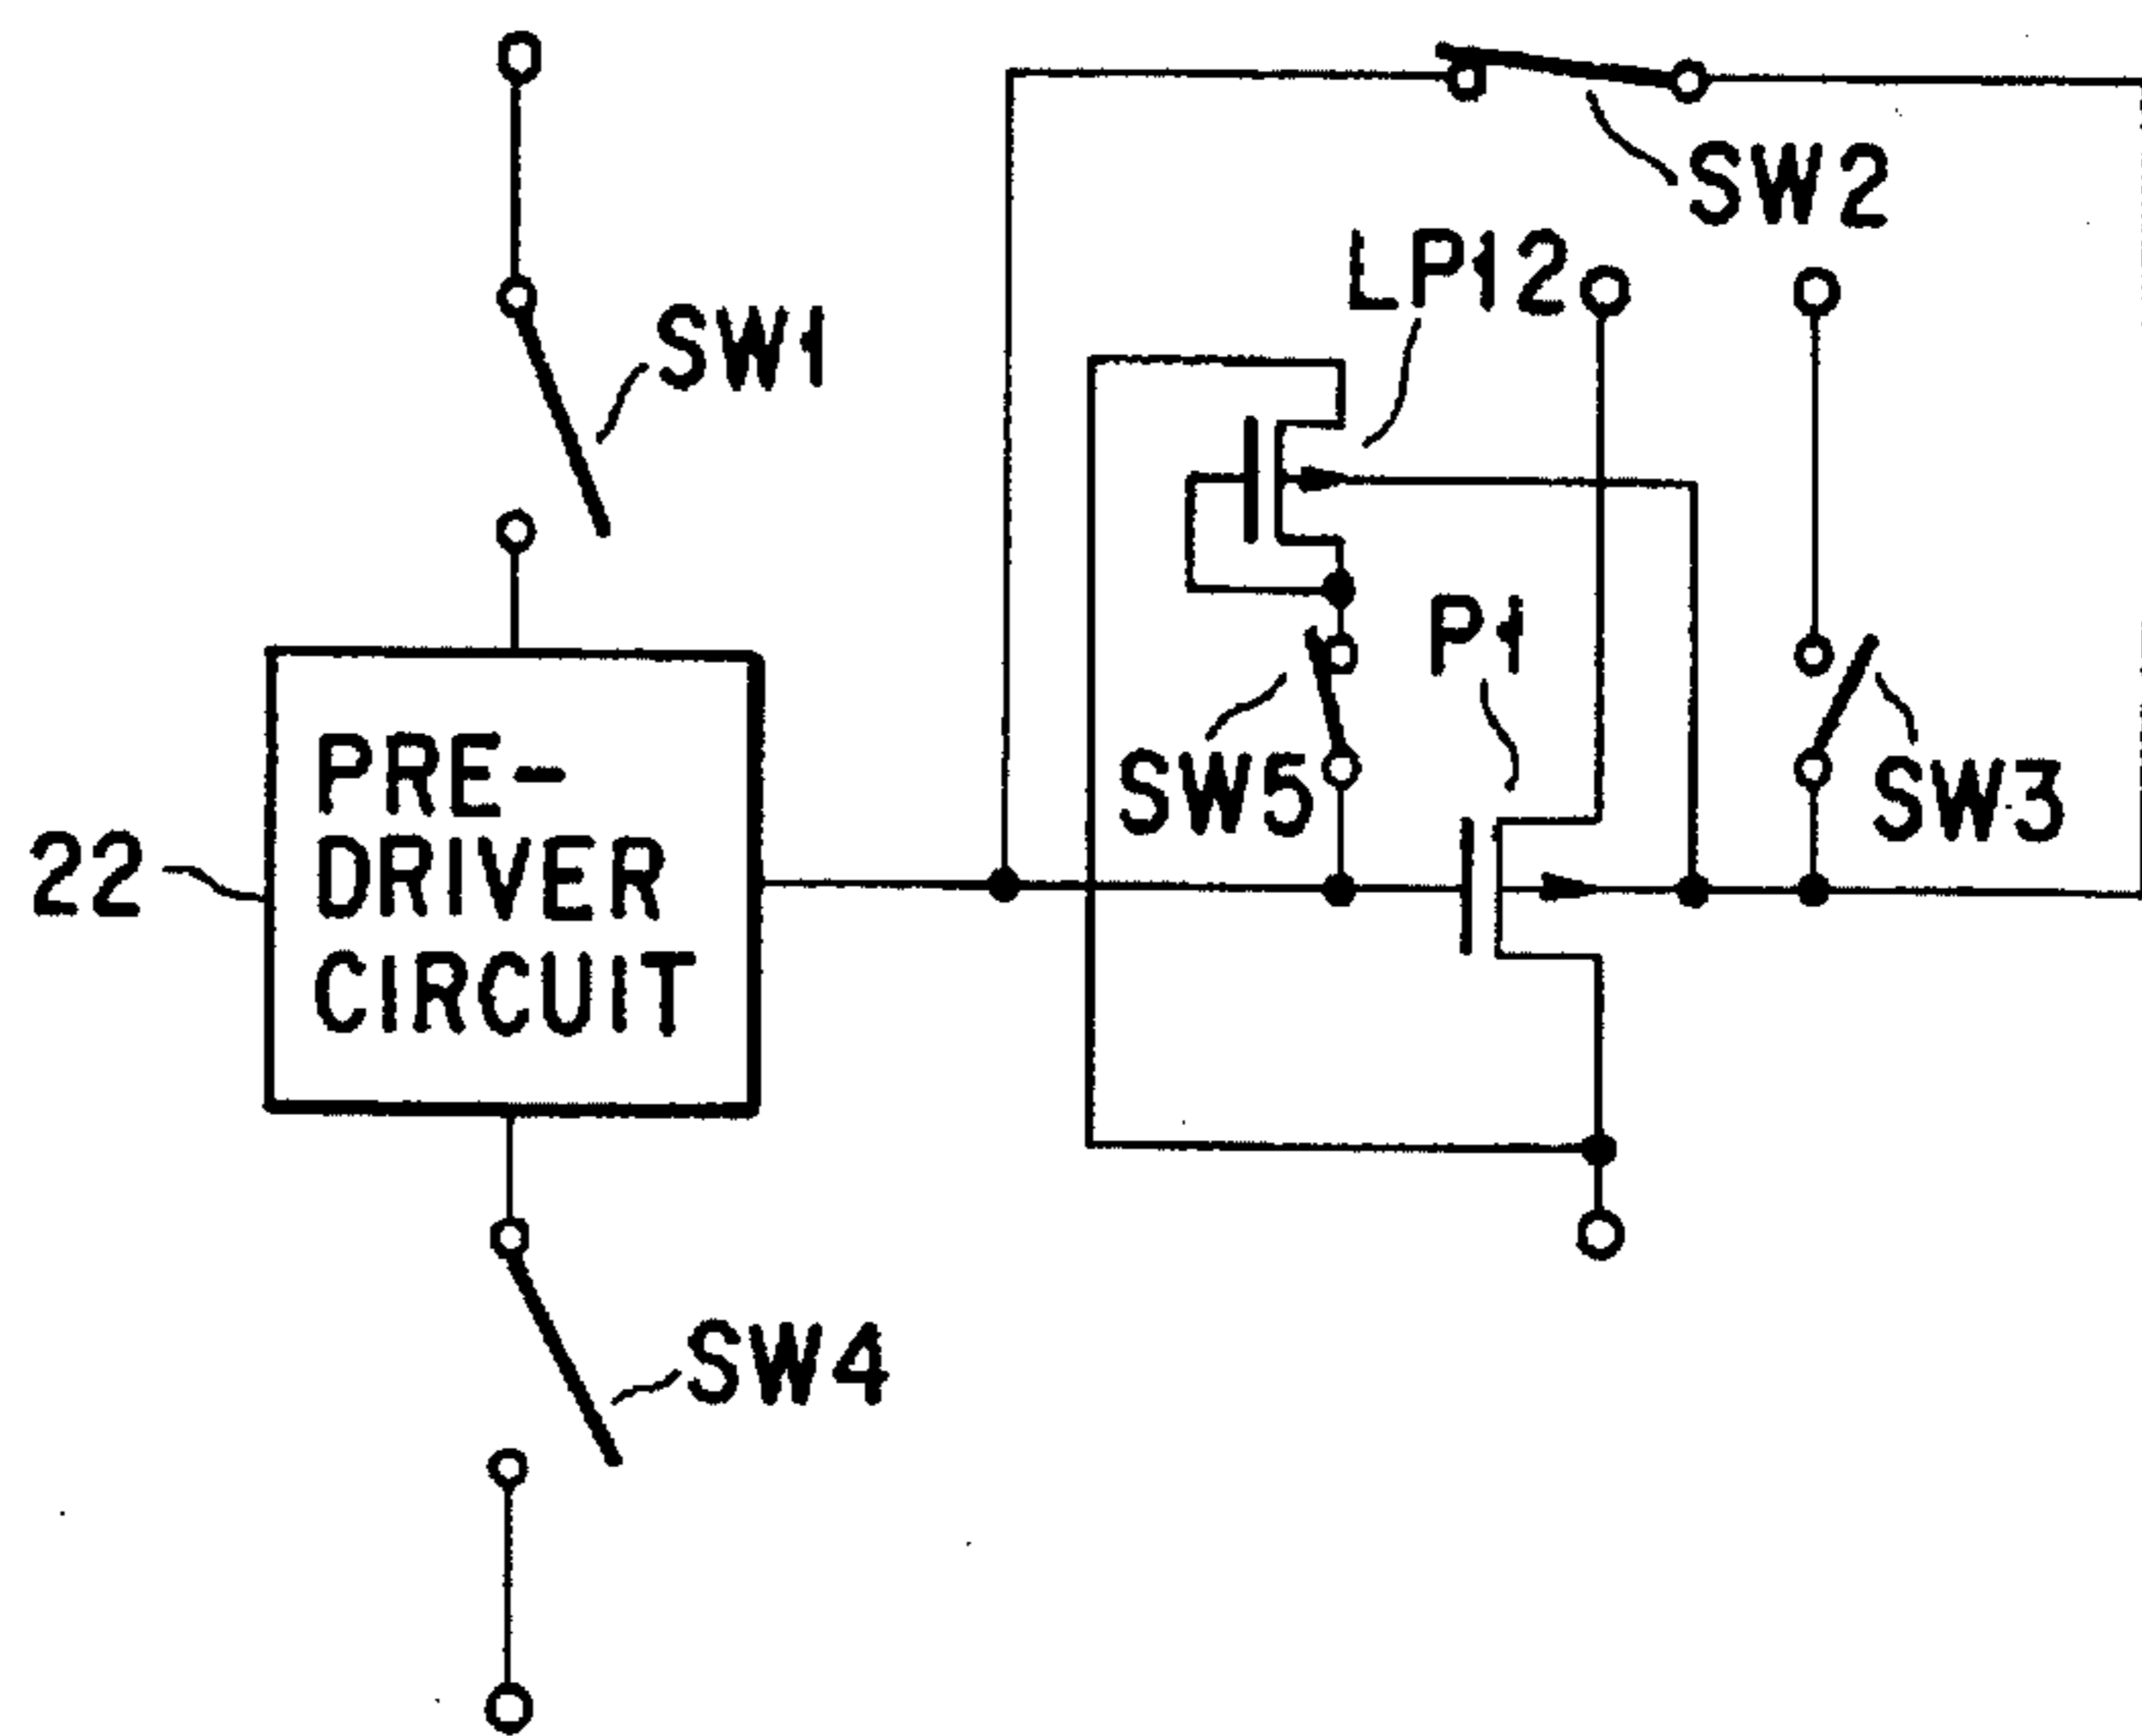 SW2
LP12
SW1
P1
PRE-
DRIVER
CIRCUIT
22
SW5
SW3
SW4